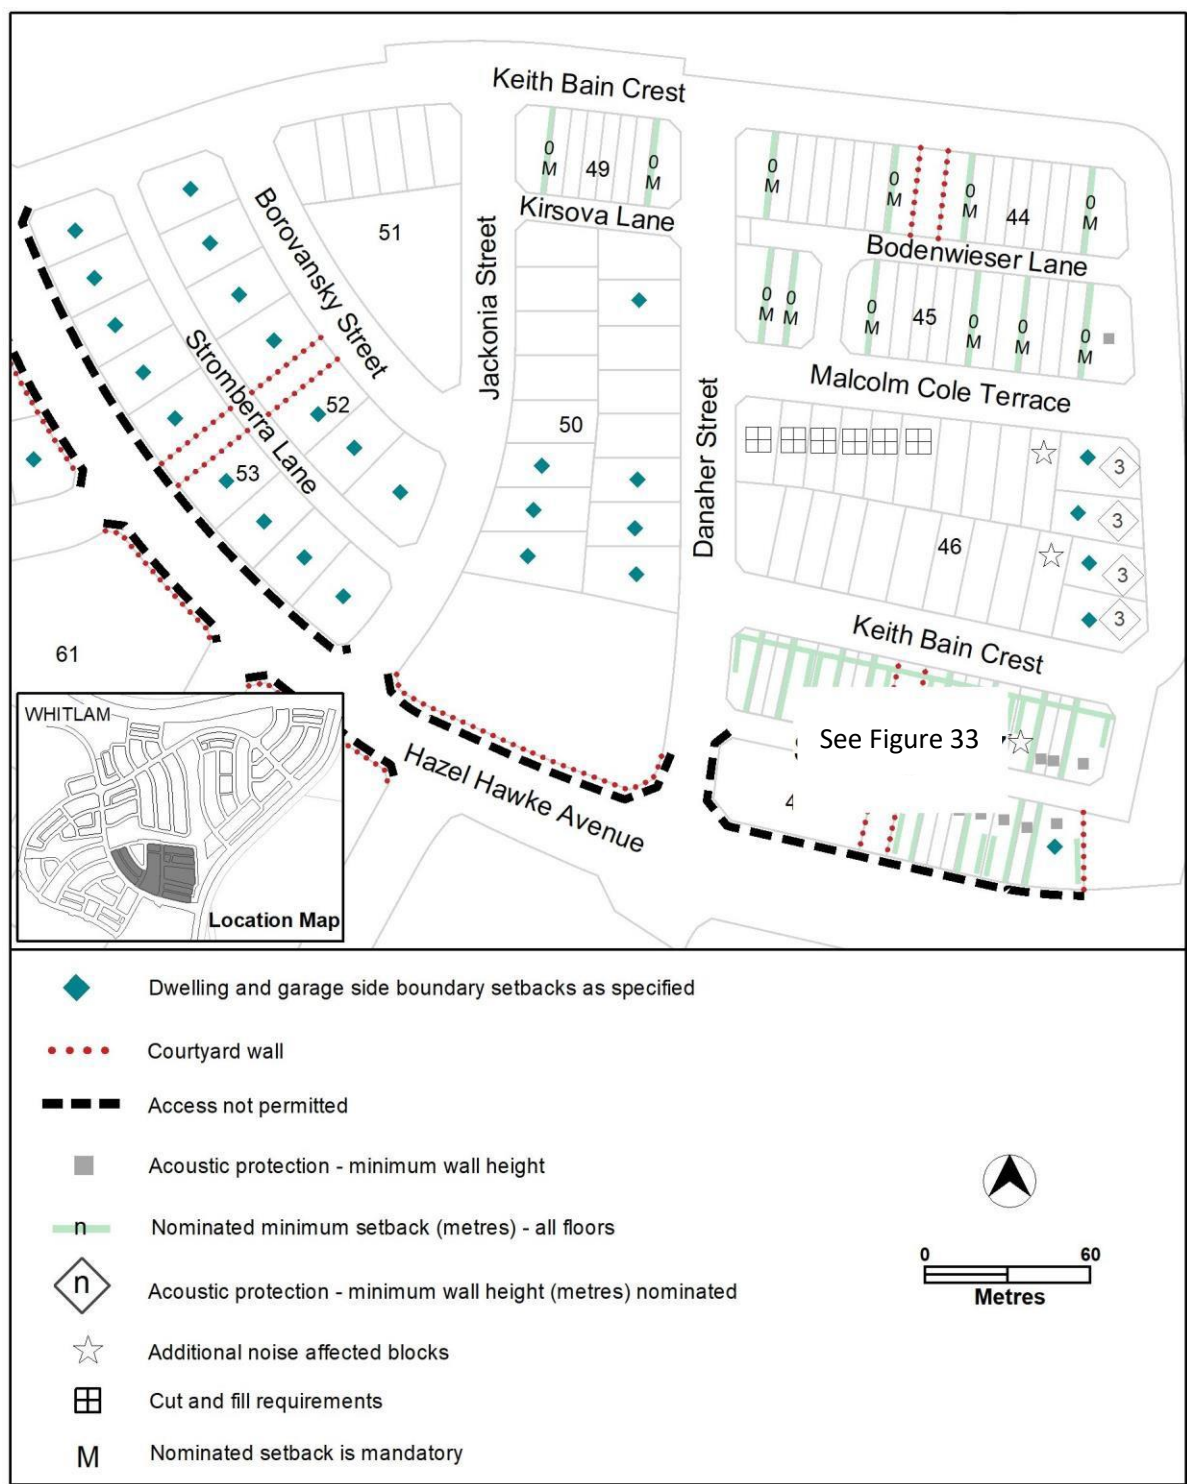 Keith Bain Crest
0
M
49
0
M
0
M
0
M
0
M
44
0
M
Kirsova Lane
Bodenwieser Lane
Borovansky Street
51
Jackonia Street
0
M
0
M
0
M
45
0
M
0
M
0
M
Stromberra Lane
Malcolm Cole Terrace
52
50
Danaher Street
53
3
3
46
3
3
Keith Bain Crest
61
WHITLAM
See Figure 33
Hazel Hawke Avenue
Location Map
Dwelling and garage side boundary setbacks as specified
Courtyard wall
Access not permitted
Acoustic protection - minimum wall height
n
Nominated minimum setback (metres) - all floors
n
Acoustic protection - minimum wall height (metres) nominated
Additional noise affected blocks
Cut and fill requirements
M
Nominated setback is mandatory
0 60
Metres